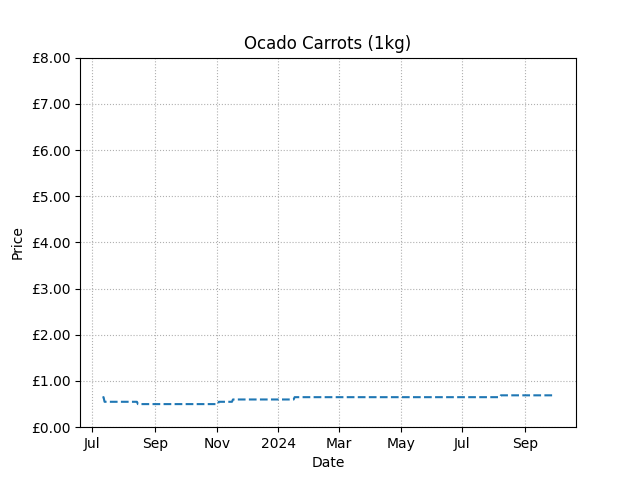 Ocado Carrots (1kg)
£8.00
£7.00
£6.00
£5.00
£4.00
£3.00
£2.00
£1.00
£0.00
Price
Jul Sep Nov 2024 Mar May Jul Sep
Date